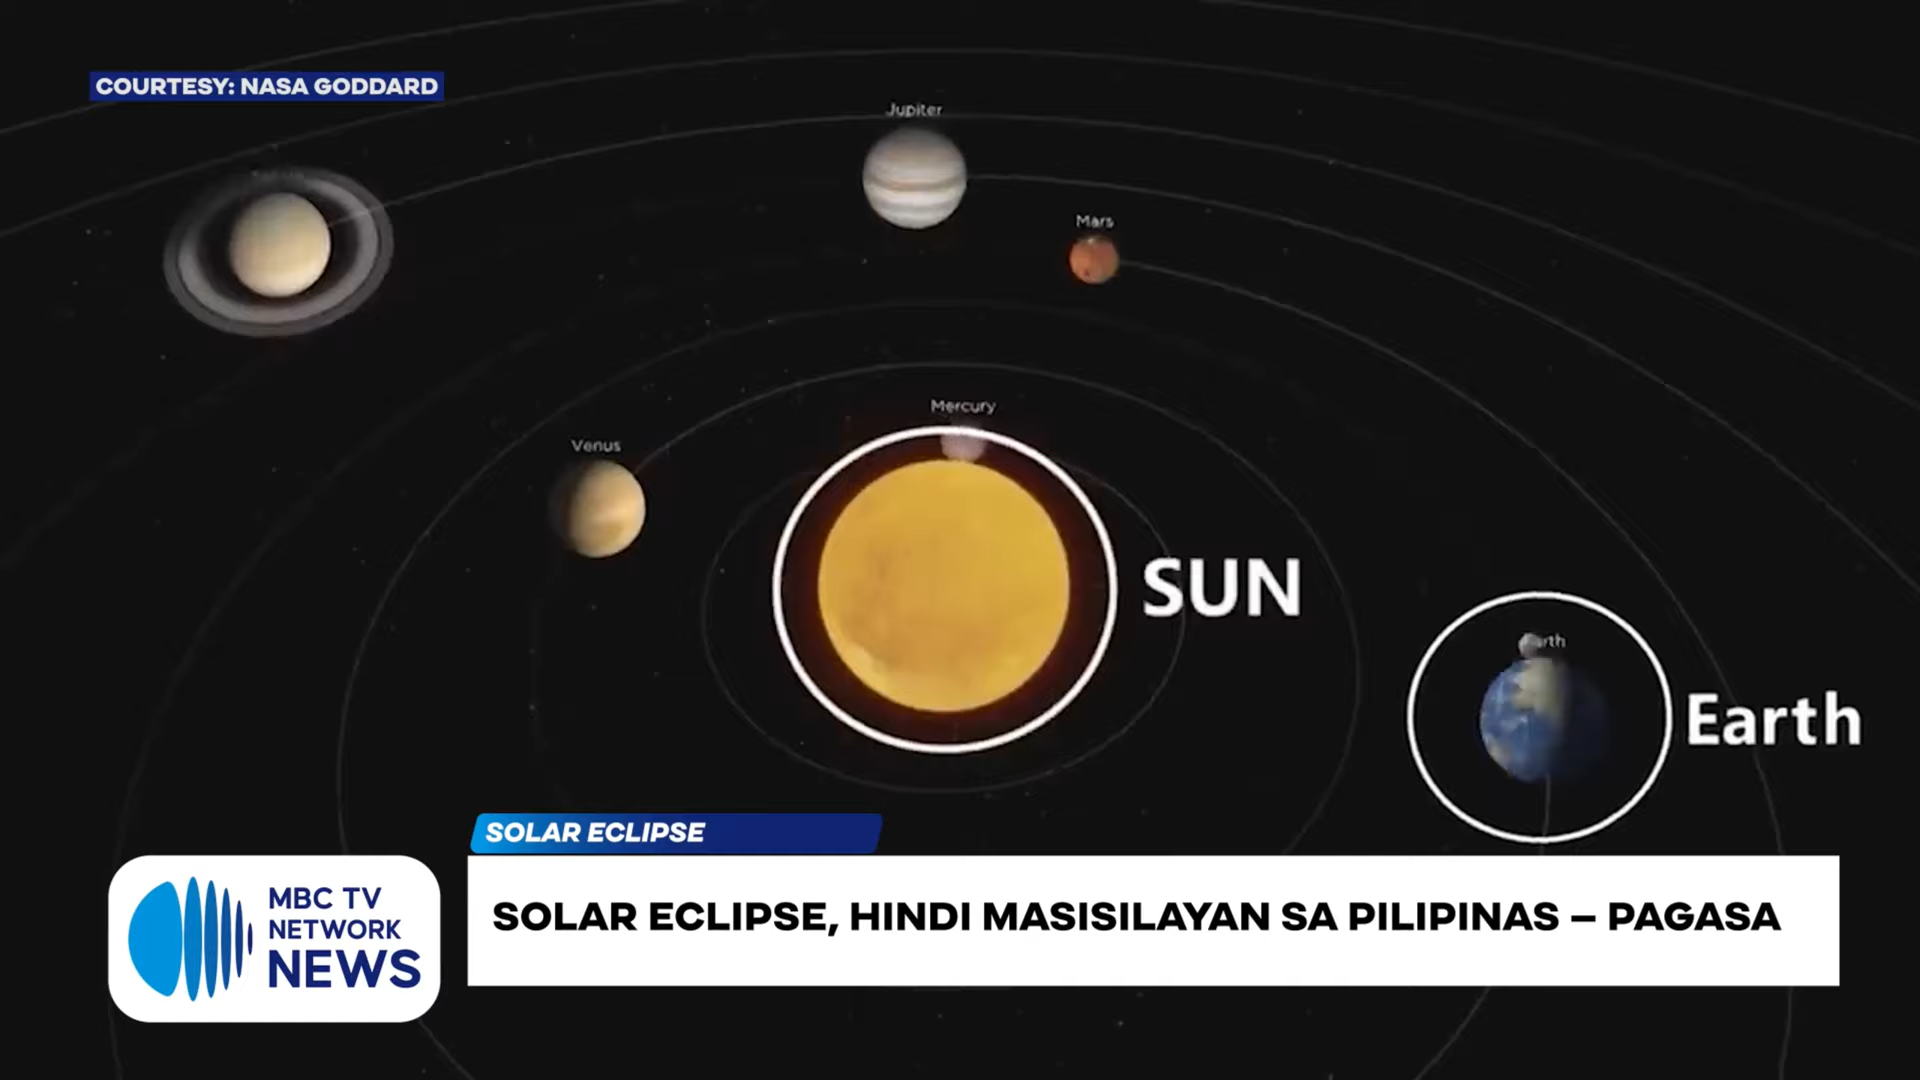 COURTESY: NASA GODDARD
Jupiter
Mars
Mercury
Venus
SUN
Earth
SOLAR ECLIPSE
MBC TV
NETWORK
NEWS
SOLAR ECLIPSE, HINDI MASISILAYAN SA PILIPINAS – PAGASA